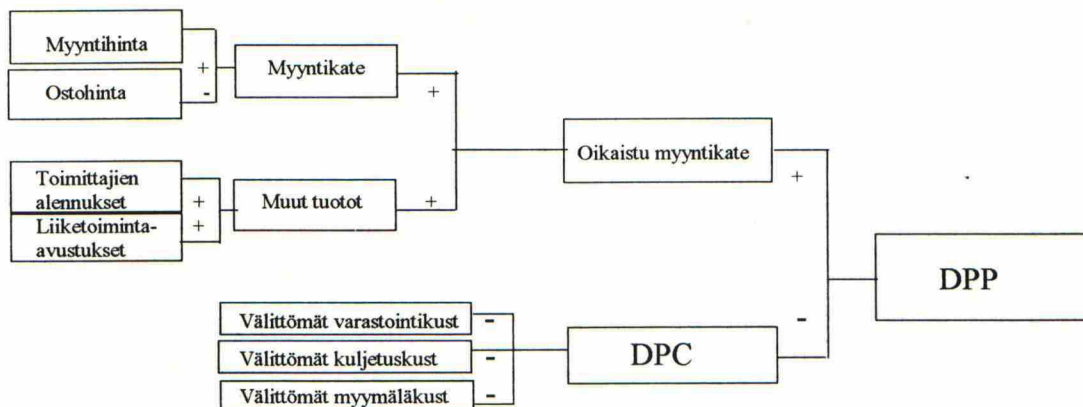 Myyntihinta
+
Ostohinta
-
Myyntikate
+
Toimittajien
alennukset
+
Liiketoiminta-
avustukset
+
Muut tuotot
+
Oikaistu myyntikate
+
Välittömät varastointikust
-
Välittömät kuljetuskust
-
Välittömät myymäläkust
-
DPC
-
DPP